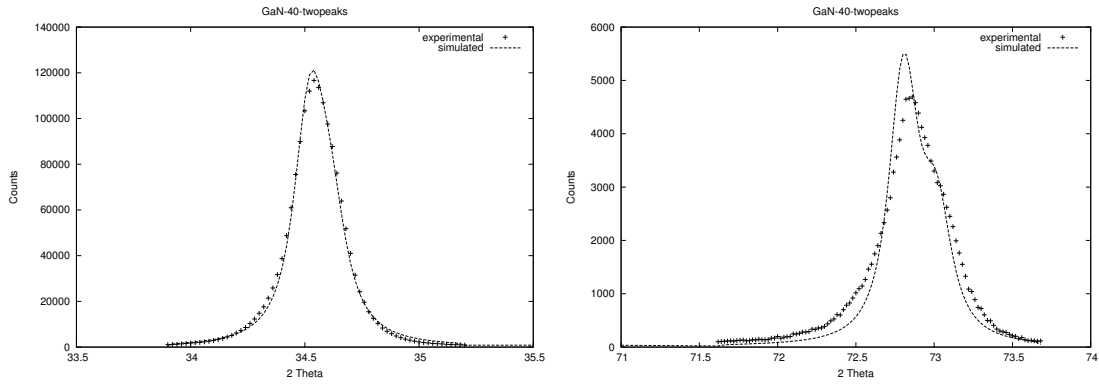 GaN-40-twopeaks
140000
120000
100000
80000
60000
40000
20000
0
Counts
33.5 34 34.5 35 35.5
2 Theta
experimental
simulated
GaN-40-twopeaks
6000
5000
4000
3000
2000
1000
0
Counts
71 71.5 72 72.5 73 73.5 74
2 Theta
experimental
simulated